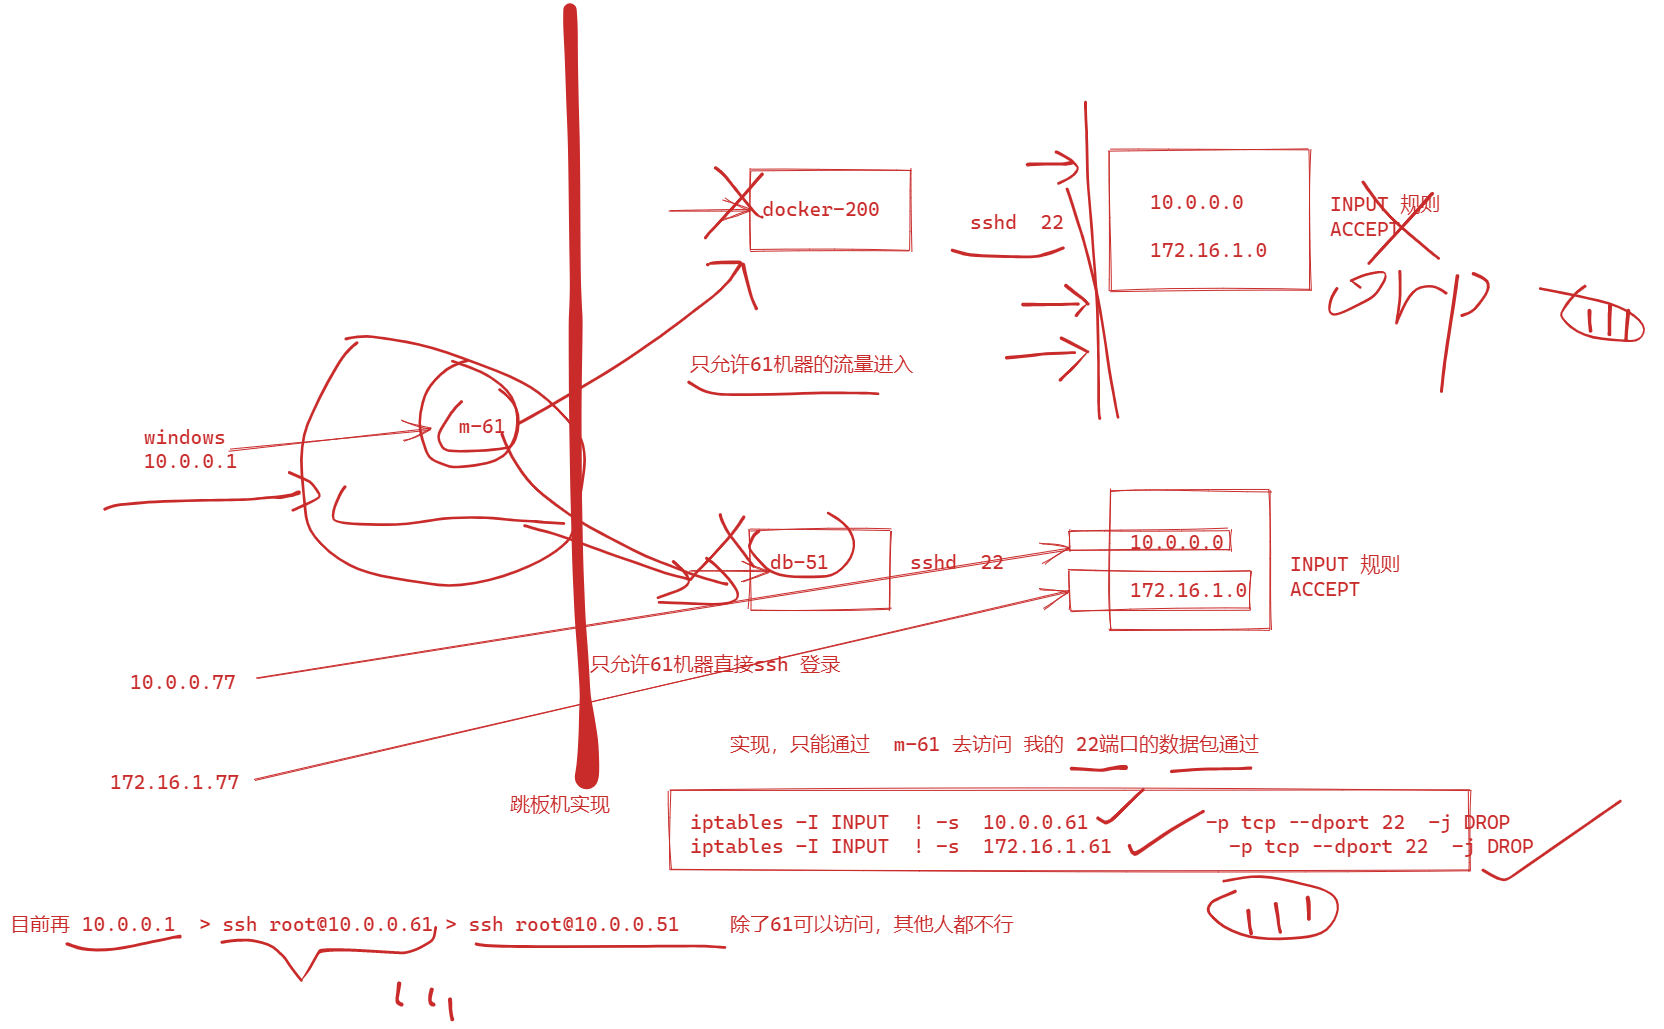 docker-200
sshd 22
10.0.0.0
172.16.1.0
INPUT 规则
ACCEPT
只允许61机器的流量进入
windows
10.0.0.1
m-61
db-51
sshd 22
10.0.0.0
172.16.1.0
INPUT 规则
ACCEPT
10.0.0.77
只允许61机器直接ssh 登录
172.16.1.77
跳板机实现
实现，只能通过 m-61 去访问 我的 22端口的数据包通过
iptables -I INPUT ! -s 10.0.0.61 -p tcp --dport 22 -j DROP
iptables -I INPUT ! -s 172.16.1.61 -p tcp --dport 22 -j DROP
目前再 10.0.0.1 > ssh root@10.0.0.61 > ssh root@10.0.0.51 除了61可以访问，其他人都不行